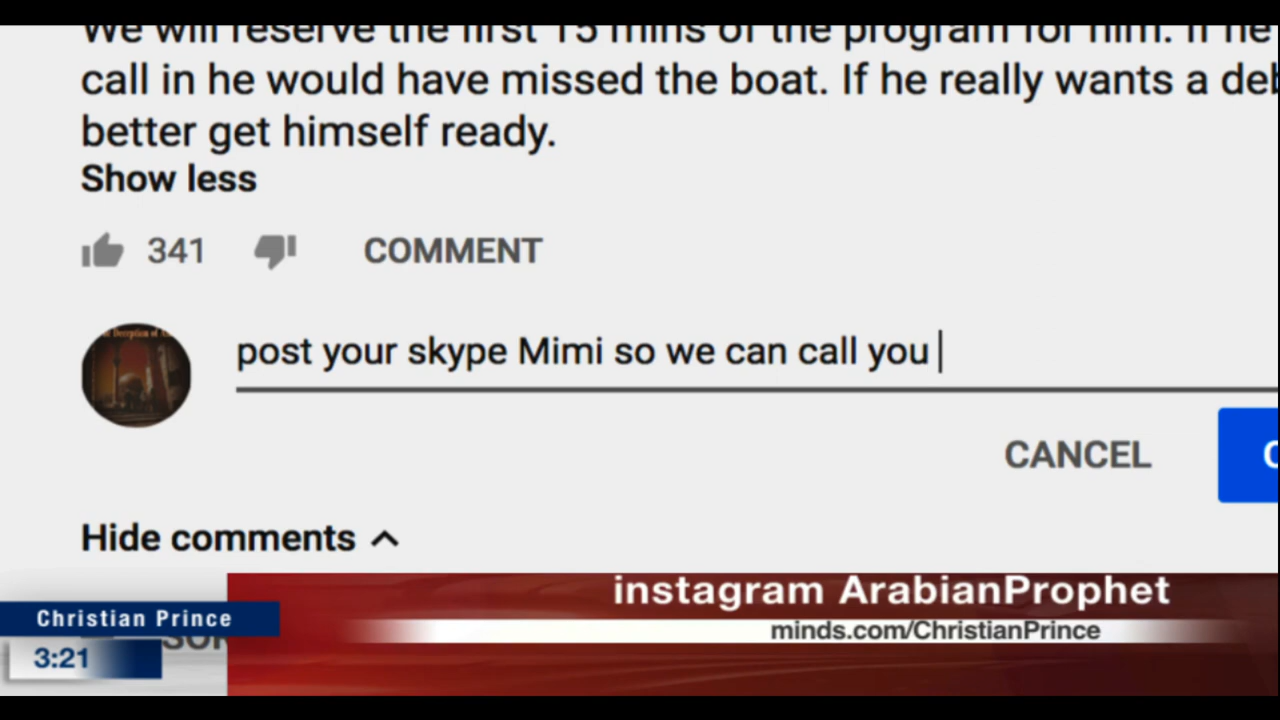 We will reserve the first 15 mins of the program for him. If he
call in he would have missed the boat. If he really wants a
better get himself ready.
Show less
341
COMMENT
post your skype Mimi so we can call you
CANCEL
Hide comments
instagram ArabianProphet
Christian Prince
minds.com/ChristianPrince
3:21